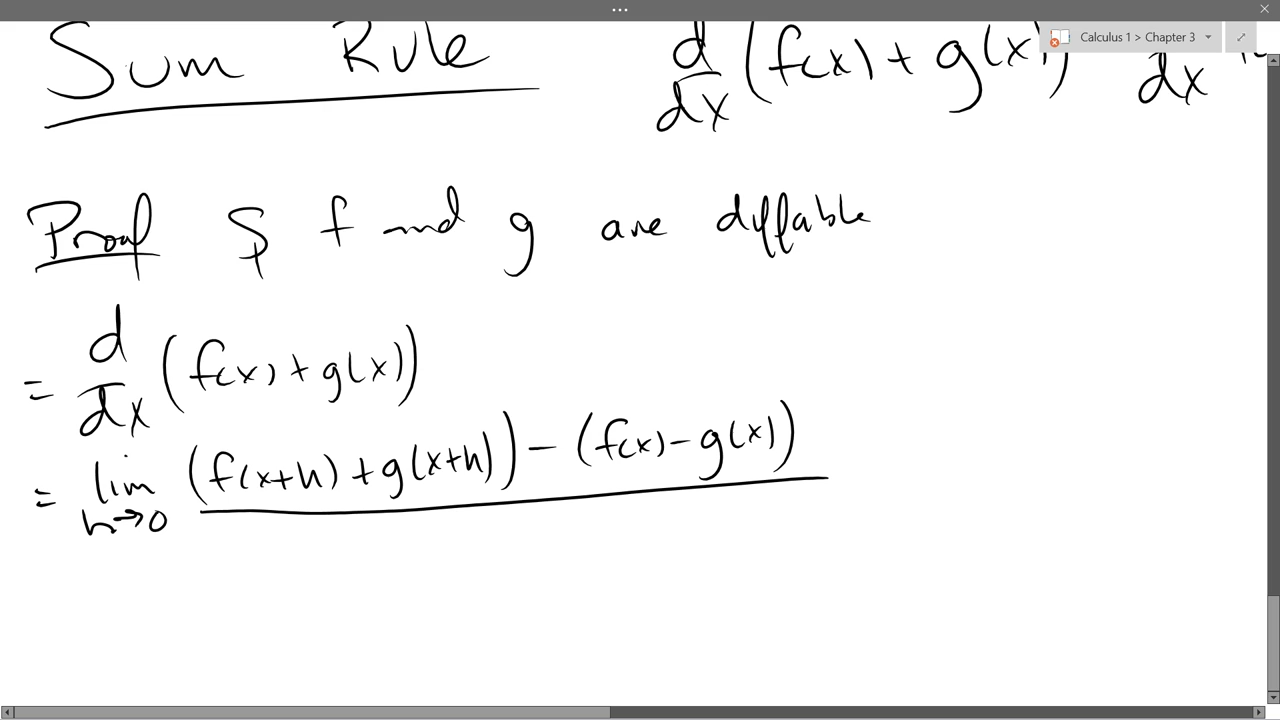 Calculus 1 > Chapter 3
Sum Rule d/dx (f(x) + g(x)) d/dx
Proof f and g are diffable
= d/dx (f(x) + g(x))
= lim h→0 (f(x+h) + g(x+h)) - (f(x) - g(x))